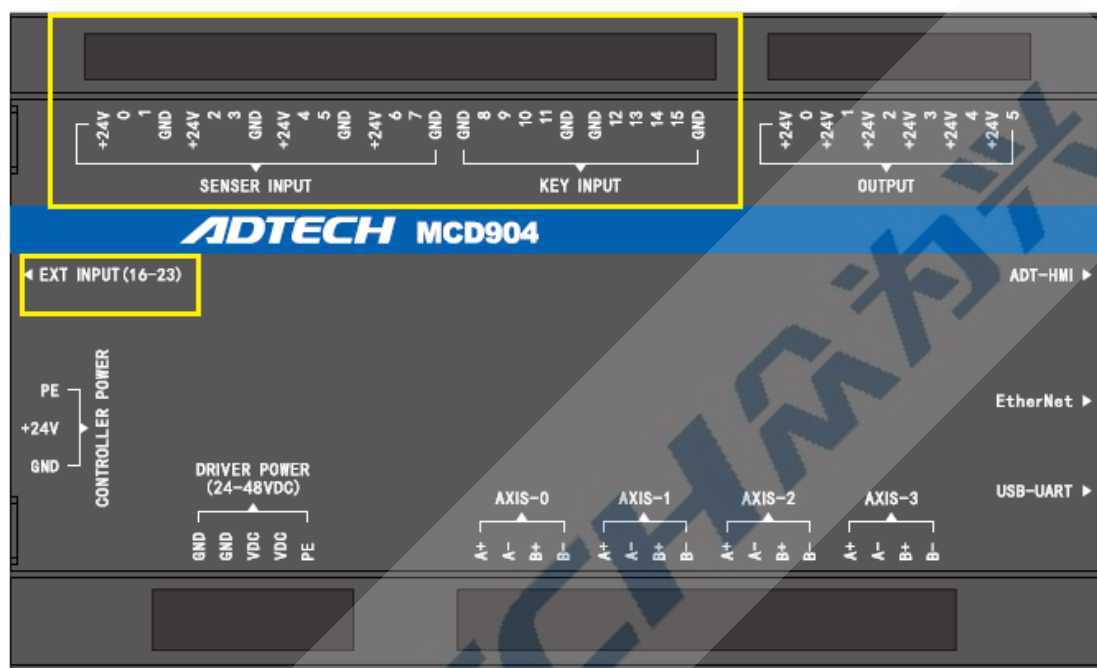 +24V 0 1 GND +24V 2 3 GND +24V 4 5 GND +24V 6 7 GND GND 8 9 10 11 GND GND 12 13 14 15 GND +24V 0 +24V 1 +24V 2 +24V 3 +24V 4 +24V 5
SENSER INPUT KEY INPUT OUTPUT
ADTECH MCD904
EXT INPUT(16-23) ADT-HMI
PE
+24V
GND
CONTROLLER POWER
EtherNet
USB-UART
DRIVER POWER
(24-48VDC)
GND GND VDC VDC PE
AXIS-0 AXIS-1 AXIS-2 AXIS-3
A+ A- B+ B- A+ A- B+ B- A+ A- B+ B- A+ A- B+ B-